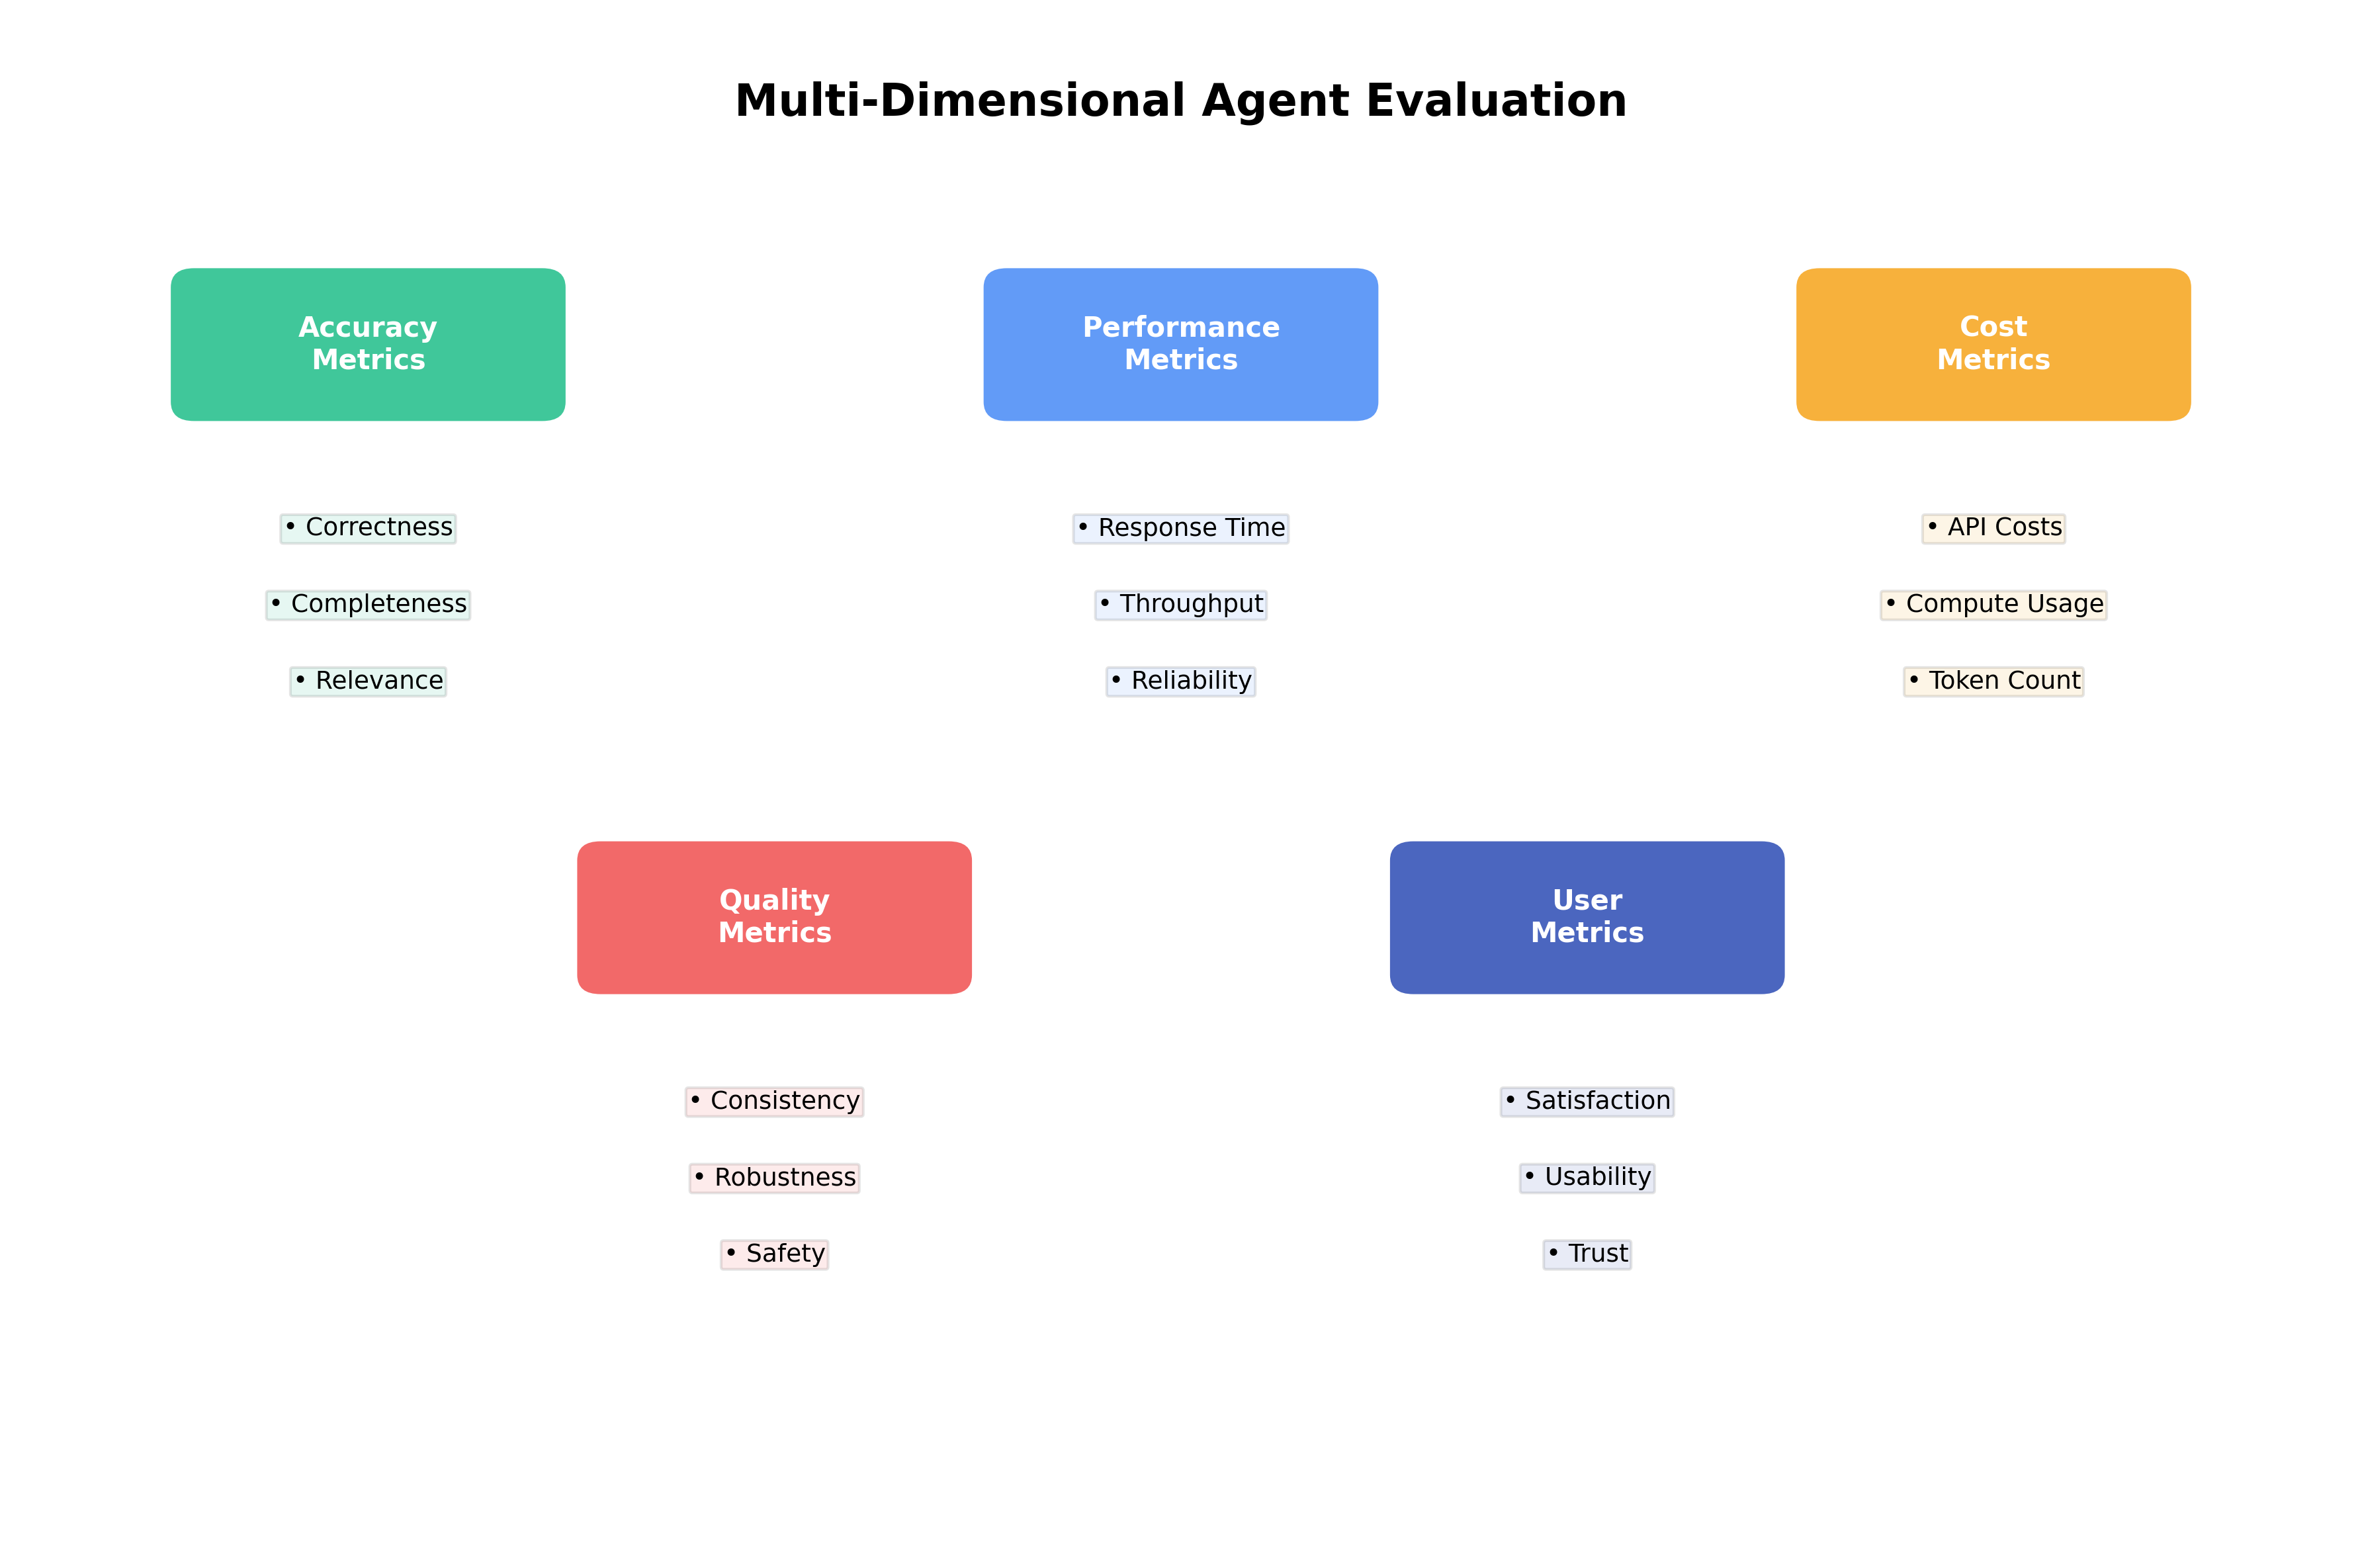 Multi-Dimensional Agent Evaluation
Accuracy
Metrics
• Correctness
• Completeness
• Relevance
Performance
Metrics
• Response Time
• Throughput
• Reliability
Cost
Metrics
• API Costs
• Compute Usage
• Token Count
Quality
Metrics
• Consistency
• Robustness
• Safety
User
Metrics
• Satisfaction
• Usability
• Trust